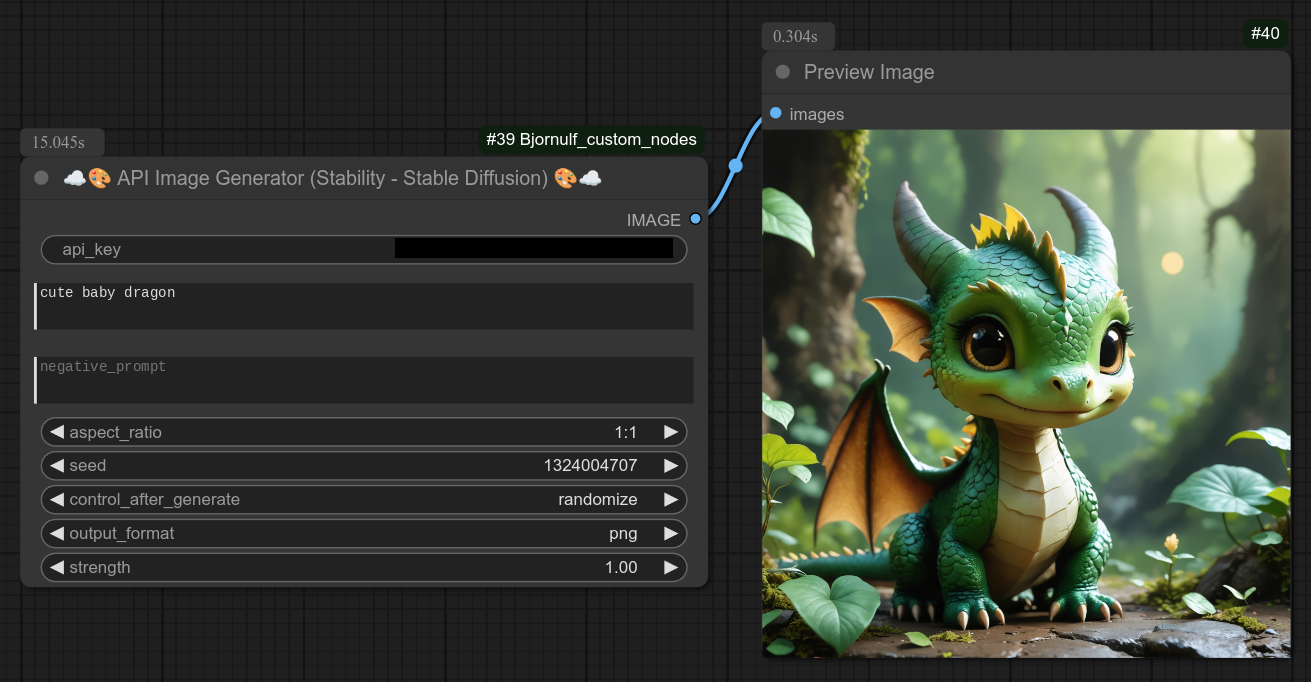 0.304s
#40
Preview Image
images
15.045s
#39 Bjornulf_custom_nodes
☁️🎨 API Image Generator (Stability - Stable Diffusion) 🎨☁️
IMAGE
api_key
cute baby dragon
negative_prompt
aspect_ratio 1:1
seed 1324004707
control_after_generate randomize
output_format png
strength 1.00